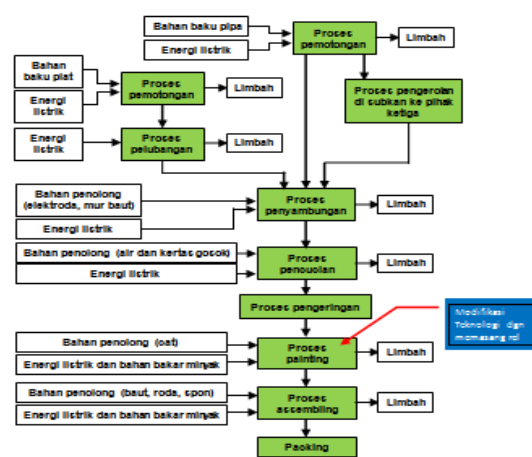 Bahan baku pipa
Energi listrik
Proses
pemotongan
Limbah
Bahan
baku plat
Energi
listrik
Proses
pemotongan
Limbah
Proses pengerolan
di subkan ke pihak
ketiga
Energi
listrik
Proses
pelubangan
Limbah
Bahan penolong
(elektroda, mur baut)
Energi listrik
Proses
penyambungan
Limbah
Bahan penolong (air dan kertas gosok)
Energi listrik
Proses
pencucian
Limbah
Proses pengeringan
Modifikasi
Teknologi dgn
memasang rol
Bahan penolong (cat)
Energi listrik dan bahan bakar minyak
Proses
painting
Limbah
Bahan penolong (baut, roda, spon)
Energi listrik dan bahan bakar minyak
Proses
assembling
Limbah
Packing